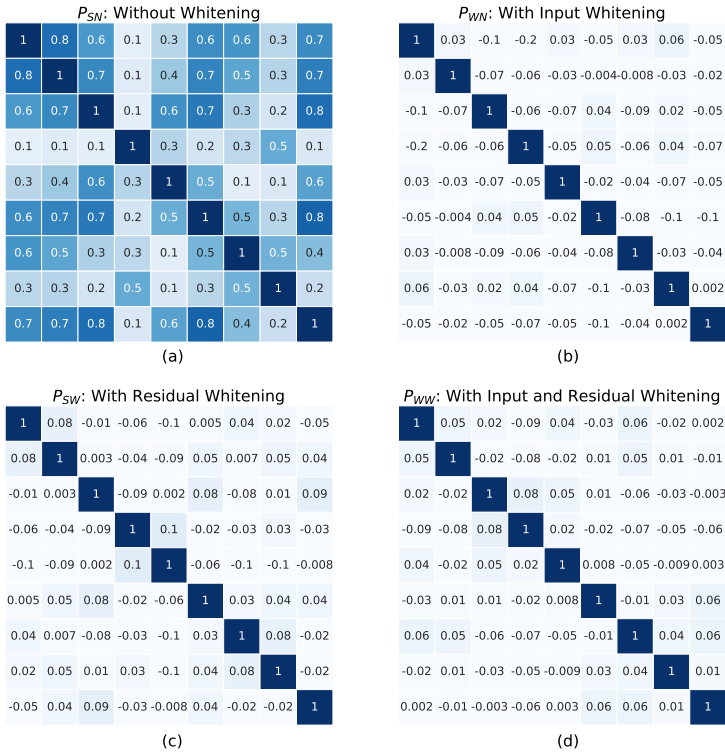 P_SN: Without Whitening
1 0.8 0.6 0.1 0.3 0.6 0.6 0.3 0.7
0.8 1 0.7 0.1 0.4 0.7 0.5 0.3 0.7
0.6 0.7 1 0.1 0.6 0.7 0.3 0.2 0.8
0.1 0.1 0.1 1 0.3 0.2 0.3 0.5 0.1
0.3 0.4 0.6 0.3 1 0.5 0.1 0.1 0.6
0.6 0.7 0.7 0.2 0.5 1 0.5 0.3 0.8
0.6 0.5 0.3 0.3 0.1 0.5 1 0.5 0.4
0.3 0.3 0.2 0.5 0.1 0.3 0.5 1 0.2
0.7 0.7 0.8 0.1 0.6 0.8 0.4 0.2 1
(a)
P_WN: With Input Whitening
1 0.03 -0.1 -0.2 0.03 -0.05 0.03 0.06 -0.05
0.03 1 -0.07 -0.06 -0.03 -0.004 -0.008 -0.03 -0.02
-0.1 -0.07 1 -0.06 -0.07 0.04 -0.09 0.02 -0.05
-0.2 -0.06 -0.06 1 -0.05 0.05 -0.06 0.04 -0.07
0.03 -0.03 -0.07 -0.05 1 -0.02 -0.04 -0.07 -0.05
-0.05 -0.004 0.04 0.05 -0.02 1 -0.08 -0.1 -0.1
0.03 -0.008 -0.09 -0.06 -0.04 -0.08 1 -0.03 -0.04
0.06 -0.03 0.02 0.04 -0.07 -0.1 -0.03 1 0.002
-0.05 -0.02 -0.05 -0.07 -0.05 -0.1 -0.04 0.002 1
(b)
P_SW: With Residual Whitening
1 0.08 -0.01 -0.06 -0.1 0.005 0.04 0.02 -0.05
0.08 1 0.003 -0.04 -0.09 0.05 0.007 0.05 0.04
-0.01 0.003 1 -0.09 0.002 0.08 -0.08 0.01 0.09
-0.06 -0.04 -0.09 1 0.1 -0.02 -0.03 0.03 -0.03
-0.1 -0.09 0.002 0.1 1 -0.06 -0.1 -0.1 -0.008
0.005 0.05 0.08 -0.02 -0.06 1 0.03 0.04 0.04
0.04 0.007 -0.08 -0.03 -0.1 0.03 1 0.08 -0.02
0.02 0.05 0.01 0.03 -0.1 0.04 0.08 1 -0.02
-0.05 0.04 0.09 -0.03 -0.008 0.04 -0.02 -0.02 1
(c)
P_WW: With Input and Residual Whitening
1 0.05 0.02 -0.09 0.04 -0.03 0.06 -0.02 0.002
0.05 1 -0.02 -0.08 -0.02 0.01 0.05 0.01 -0.01
0.02 -0.02 1 0.08 0.05 0.01 -0.06 -0.03 -0.003
-0.09 -0.08 0.08 1 0.02 -0.02 -0.07 -0.05 -0.06
0.04 -0.02 0.05 0.02 1 0.008 -0.05 -0.009 0.003
-0.03 0.01 0.01 -0.02 0.008 1 -0.01 0.03 0.06
0.06 0.05 -0.06 -0.07 -0.05 -0.01 1 0.04 0.06
-0.02 0.01 -0.03 -0.05 -0.009 0.03 0.04 1 0.01
0.002 -0.01 -0.003 -0.06 0.003 0.06 0.06 0.01 1
(d)